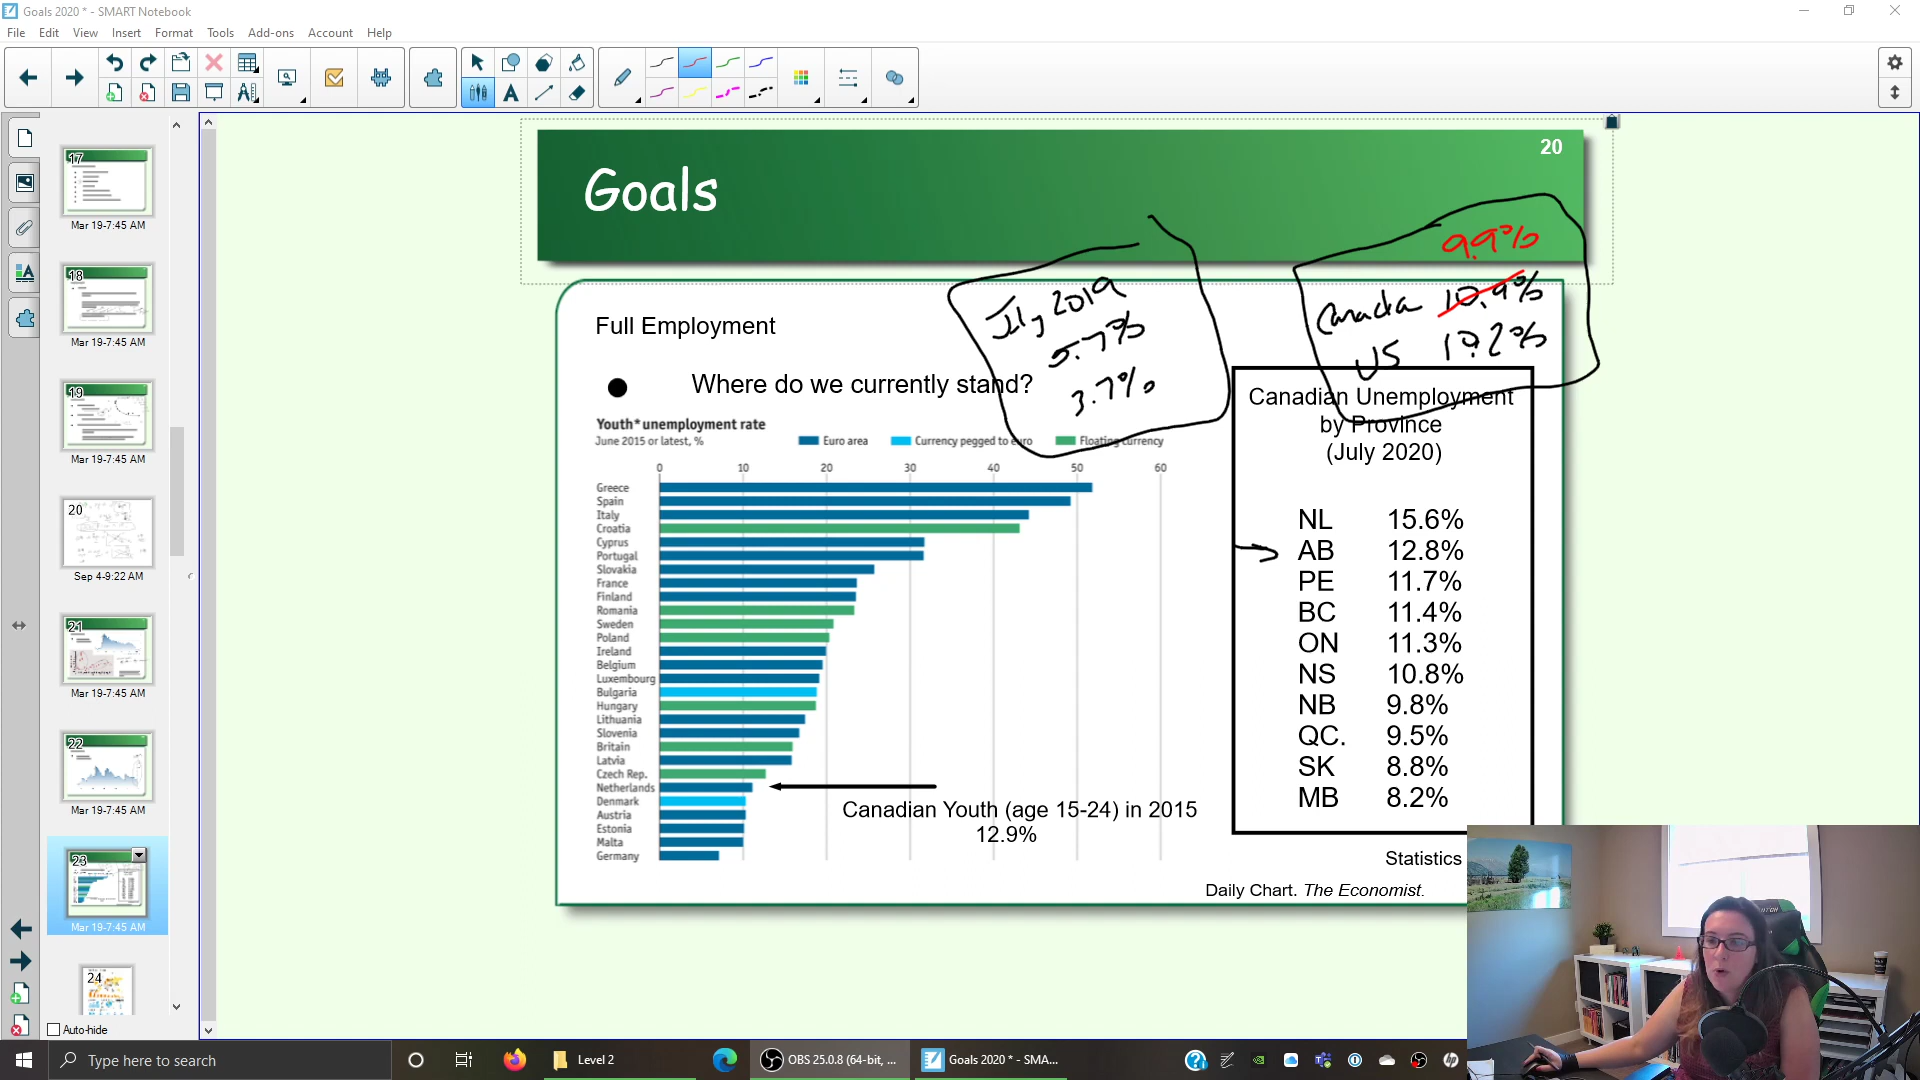 Goals 2020 * - SMART Notebook
File Edit View Insert Format Tools Add-ons Account Help
17
Mar 19-7:45 AM
18
Mar 19-7:45 AM
19
Mar 19-7:45 AM
20
Sep 4-9:22 AM
21
Mar 19-7:45 AM
22
Mar 19-7:45 AM
23
Mar 19-7:45 AM
24
Auto-hide
20
Goals
9.9%
July 2019
5.7%
3.7%
Canada 10.9%
US 10.2%
Full Employment
Where do we currently stand?
Youth* unemployment rate
June 2015 or latest, %
Euro area Currency pegged to euro Floating currency
0 10 20 30 40 50 60
Greece
Spain
Italy
Croatia
Cyprus
Portugal
Slovakia
France
Finland
Romania
Sweden
Poland
Ireland
Belgium
Luxembourg
Bulgaria
Hungary
Lithuania
Slovenia
Britain
Latvia
Czech Rep.
Netherlands
Denmark
Austria
Estonia
Malta
Germany
Canadian Youth (age 15-24) in 2015
12.9%
Canadian Unemployment
by Province
(July 2020)
NL 15.6%
AB 12.8%
PE 11.7%
BC 11.4%
ON 11.3%
NS 10.8%
NB 9.8%
QC. 9.5%
SK 8.8%
MB 8.2%
Statistics
Daily Chart. The Economist.
Type here to search
Level 2
OBS 25.0.8 (64-bit, ...
Goals 2020 * - SMA...